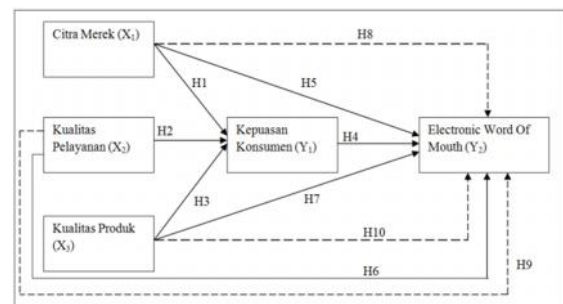 Citra Merek (X₁)
H8
H1
H5
Kualitas
Pelayanan (X₂)
H2
Kepuasan
Konsumen (Y₁)
H4
Electronic Word Of
Mouth (Y₂)
H3
H7
Kualitas Produk
(X₃)
H10
H6
H9